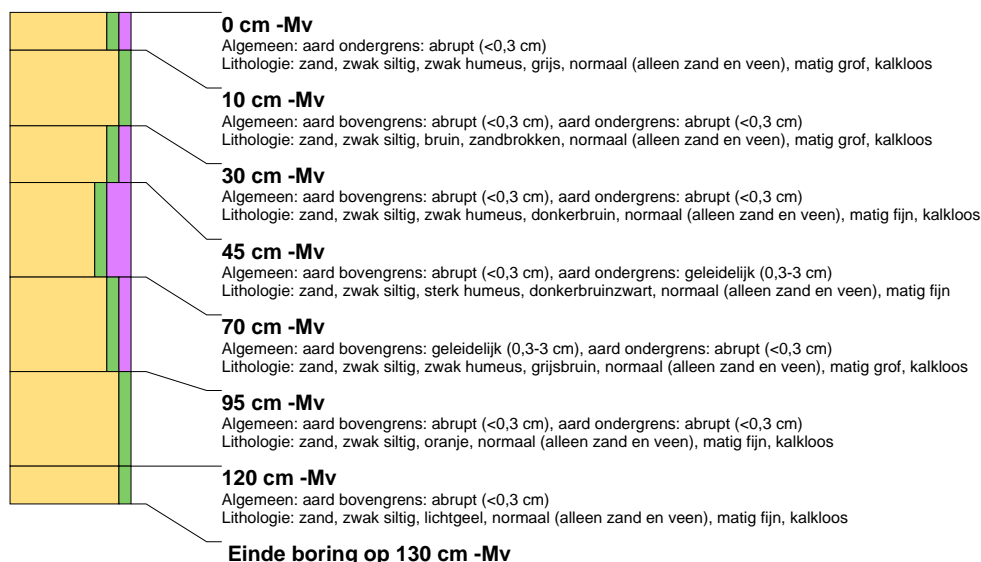 0 cm -Mv
Algemeen: aard ondergrens: abrupt (<0,3 cm)
Lithologie: zand, zwak siltig, zwak humeus, grijs, normaal (alleen zand en veen), matig grof, kalkloos
10 cm -Mv
Algemeen: aard bovengrens: abrupt (<0,3 cm), aard ondergrens: abrupt (<0,3 cm)
Lithologie: zand, zwak siltig, bruin, zandbrokken, normaal (alleen zand en veen), matig grof, kalkloos
30 cm -Mv
Algemeen: aard bovengrens: abrupt (<0,3 cm), aard ondergrens: abrupt (<0,3 cm)
Lithologie: zand, zwak siltig, zwak humeus, donkerbruin, normaal (alleen zand en veen), matig fijn, kalkloos
45 cm -Mv
Algemeen: aard bovengrens: abrupt (<0,3 cm), aard ondergrens: geleidelijk (0,3-3 cm)
Lithologie: zand, zwak siltig, sterk humeus, donkerbruinzwart, normaal (alleen zand en veen), matig fijn
70 cm -Mv
Algemeen: aard bovengrens: geleidelijk (0,3-3 cm), aard ondergrens: abrupt (<0,3 cm)
Lithologie: zand, zwak siltig, zwak humeus, grijsbruin, normaal (alleen zand en veen), matig grof, kalkloos
95 cm -Mv
Algemeen: aard bovengrens: abrupt (<0,3 cm), aard ondergrens: abrupt (<0,3 cm)
Lithologie: zand, zwak siltig, oranje, normaal (alleen zand en veen), matig fijn, kalkloos
120 cm -Mv
Algemeen: aard bovengrens: abrupt (<0,3 cm)
Lithologie: zand, zwak siltig, lichtgeel, normaal (alleen zand en veen), matig fijn, kalkloos
Einde boring op 130 cm -Mv